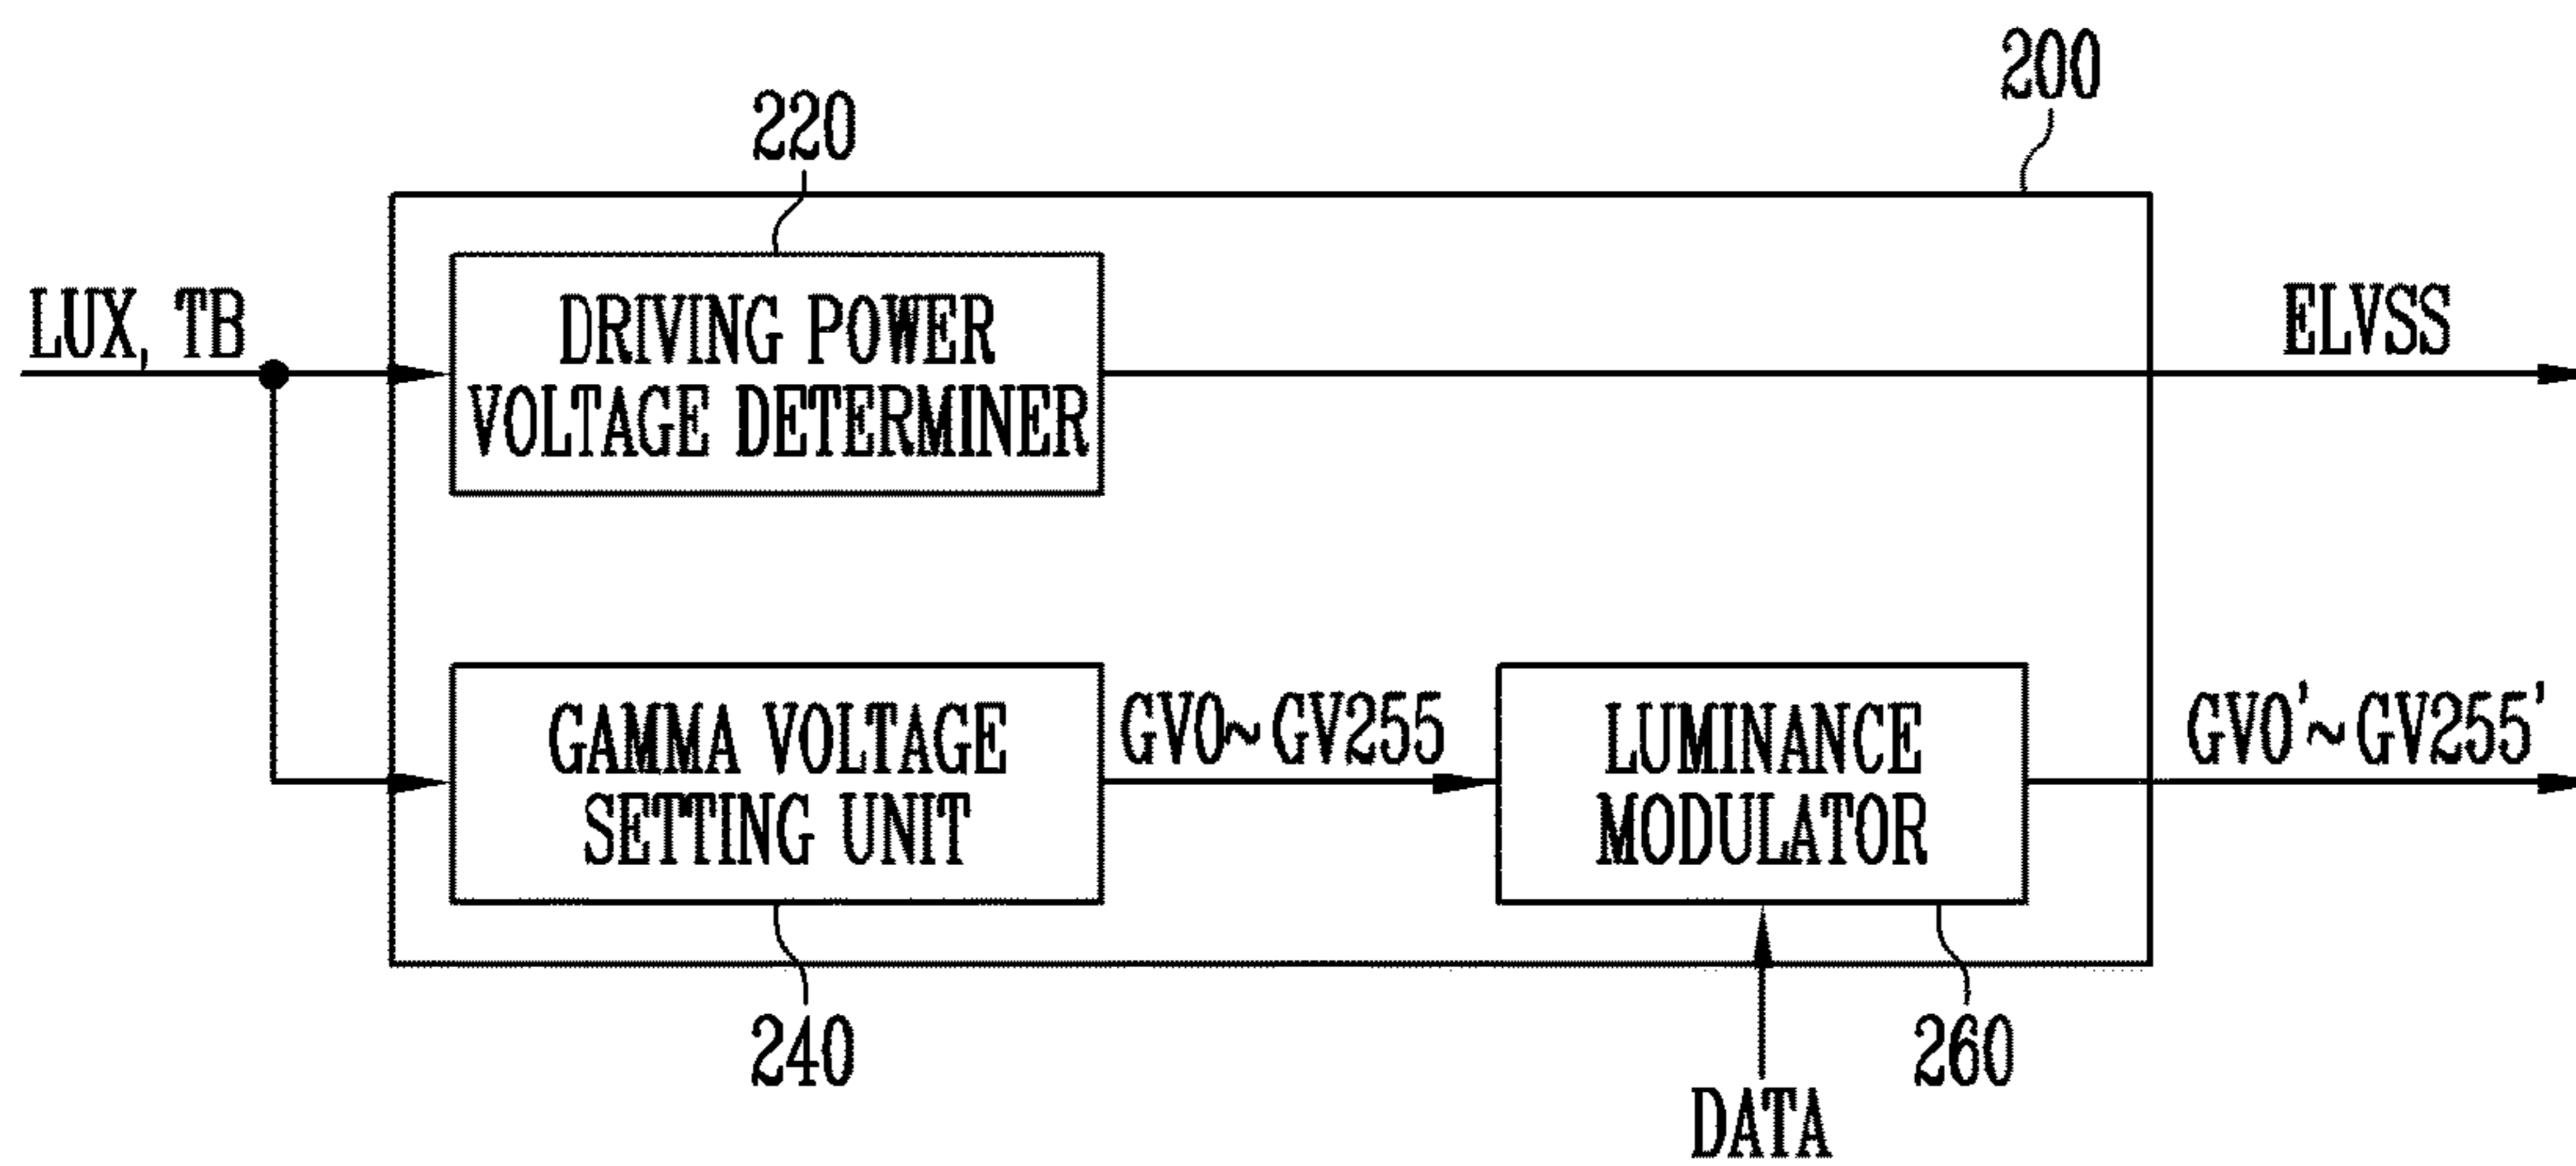 200
220
LUX, TB
DRIVING POWER
VOLTAGE DETERMINER
ELVSS
GAMMA VOLTAGE
SETTING UNIT
GV0~GV255
LUMINANCE
MODULATOR
GV0'~GV255'
240
260
DATA